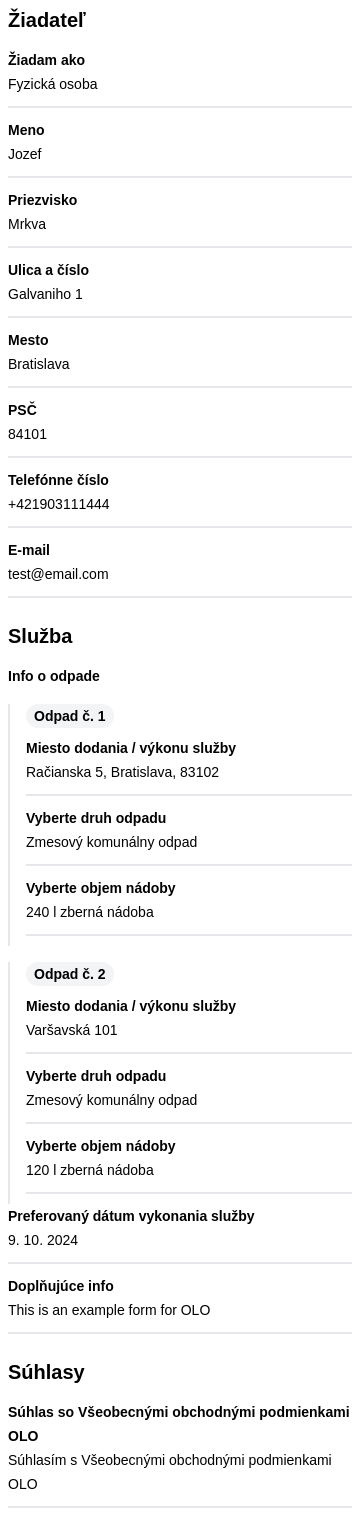 Žiadateľ
Žiadam ako
Fyzická osoba
Meno
Jozef
Priezvisko
Mrkva
Ulica a číslo
Galvaniho 1
Mesto
Bratislava
PSČ
84101
Telefónne číslo
+421903111444
E-mail
test@email.com
Služba
Info o odpade
Odpad č. 1
Miesto dodania / výkonu služby
Račianska 5, Bratislava, 83102
Vyberte druh odpadu
Zmesový komunálny odpad
Vyberte objem nádoby
240 l zberná nádoba
Odpad č. 2
Miesto dodania / výkonu služby
Varšavská 101
Vyberte druh odpadu
Zmesový komunálny odpad
Vyberte objem nádoby
120 l zberná nádoba
Preferovaný dátum vykonania služby
9. 10. 2024
Doplňujúce info
This is an example form for OLO
Súhlasy
Súhlas so Všeobecnými obchodnými podmienkami
OLO
Súhlasím s Všeobecnými obchodnými podmienkami
OLO